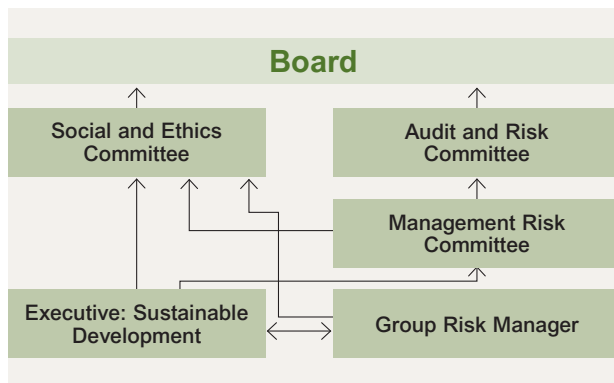 Board
Social and Ethics
Committee
Audit and Risk
Committee
Management Risk
Committee
Executive: Sustainable
Development
Group Risk Manager